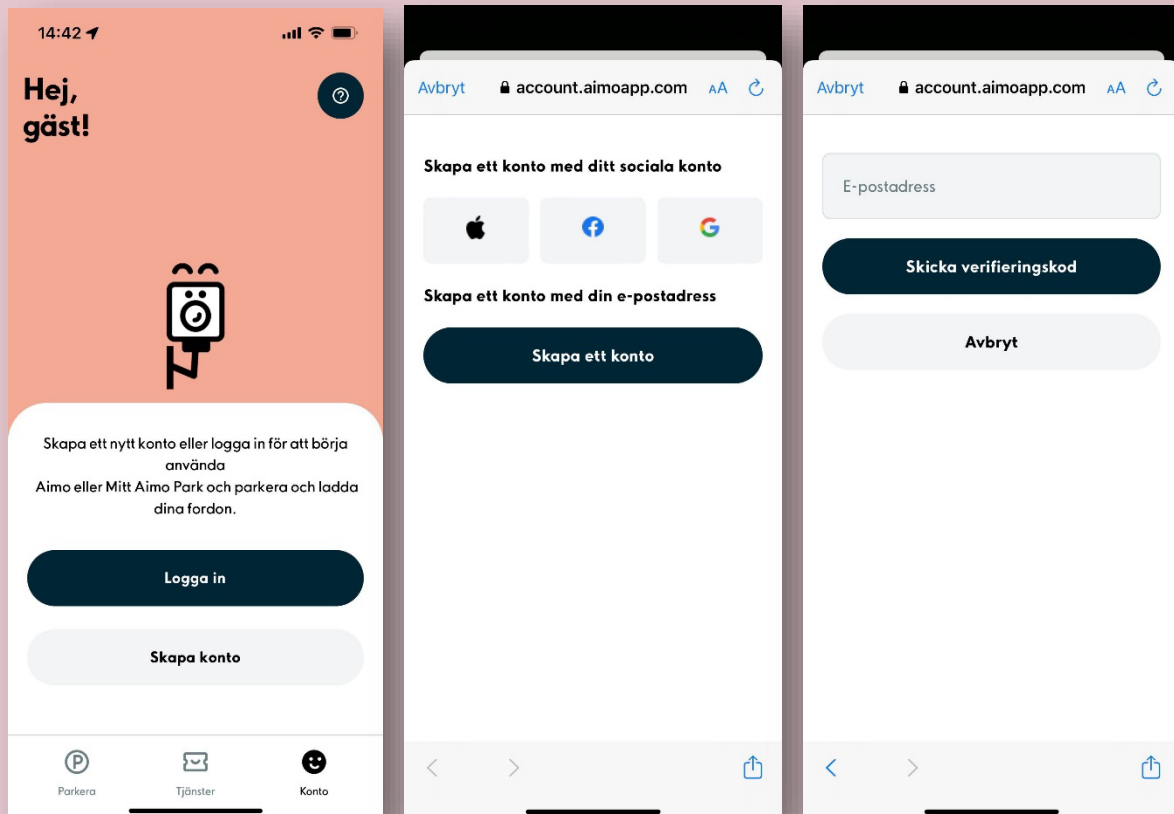 14:42
Hej,
gäst!
Skapa ett nytt konto eller logga in för att börja
använda
Aimo eller Mitt Aimo Park och parkera och ladda
dina fordon.
Logga in
Skapa konto
Parkera
Tjänster
Konto
Avbryt
account.aimoapp.com
AA
Skapa ett konto med ditt sociala konto
Skapa ett konto med din e-postadress
Skapa ett konto
Avbryt
account.aimoapp.com
AA
E-postadress
Skicka verifieringskod
Avbryt